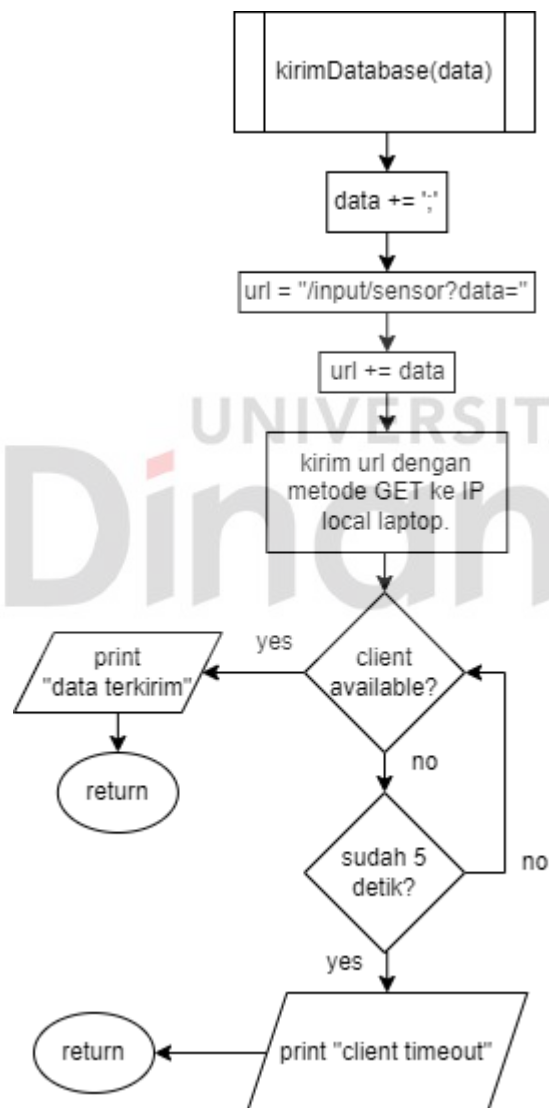 kirimDatabase(data)
data += ';'
url = "/input/sensor?data="
url += data
UNIVERSIT
Dinam
kirim url dengan
metode GET ke IP
local laptop.
client
available?
yes
print
"data terkirim"
return
no
sudah 5
detik?
no
yes
print "client timeout"
return